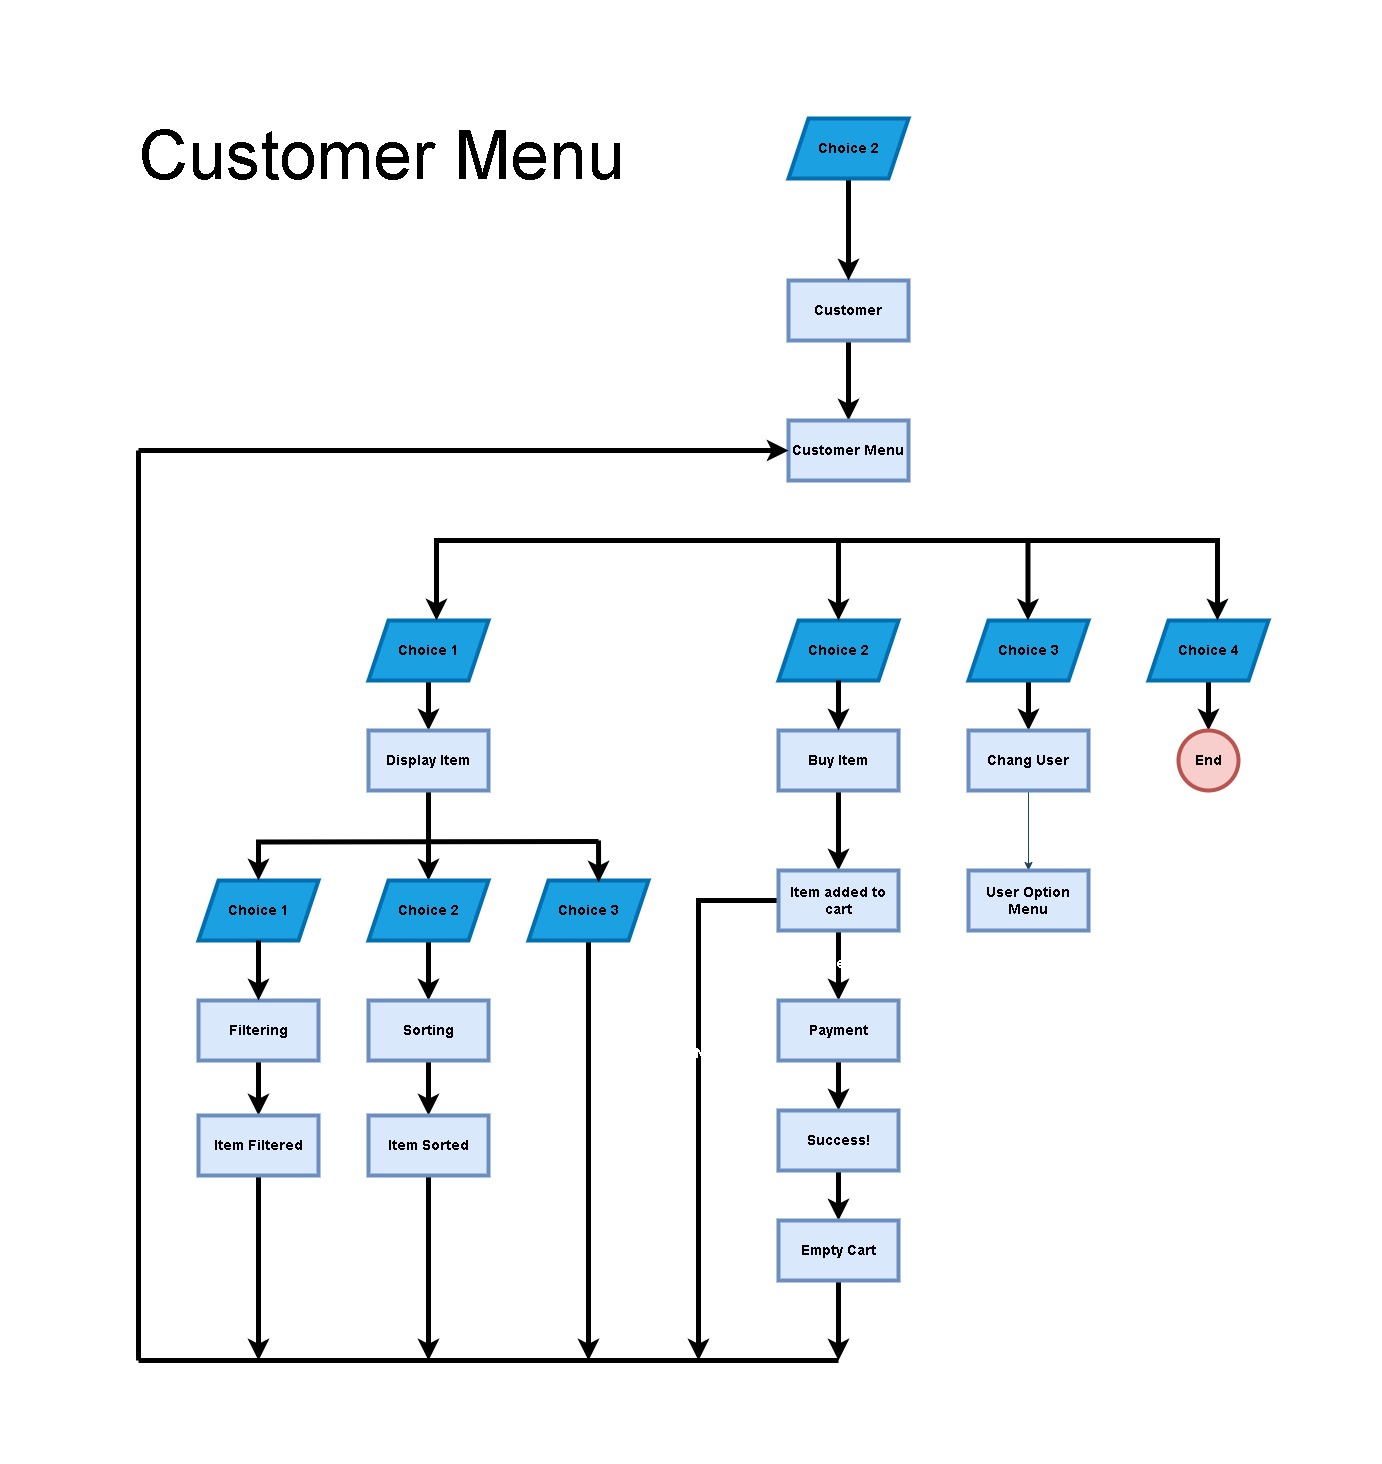 Customer Menu
Choice 2
Customer
Customer Menu
Choice 1
Choice 2
Choice 3
Choice 4
Display Item
Buy Item
Chang User
End
Choice 1
Choice 2
Choice 3
Item added to
cart
User Option
Menu
Filtering
Sorting
Payment
Item Filtered
Item Sorted
Success!
Empty Cart